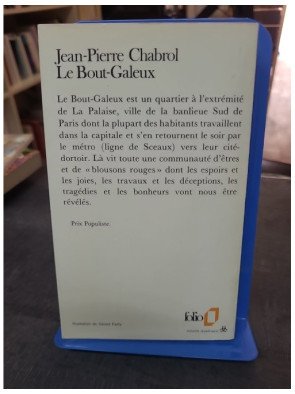 Jean-Pierre Chabrol
Le Bout-Galeux
Le Bout-Galeux est un quartier à l'extrémité
de La Palaise, ville de la banlieue Sud de
Paris dont la plupart des habitants travaillent
dans la capitale et s'en retournent le soir par
le métro (ligne de Sceaux) vers leur cité-
dortoir. Là vit toute une communauté d'êtres
et de « blousons rouges » dont les espoirs et
les joies, les travaux et les déceptions, les
tragédies et les bonheurs vont nous être
révélés.
Prix Populiste.
folio
Illustration de